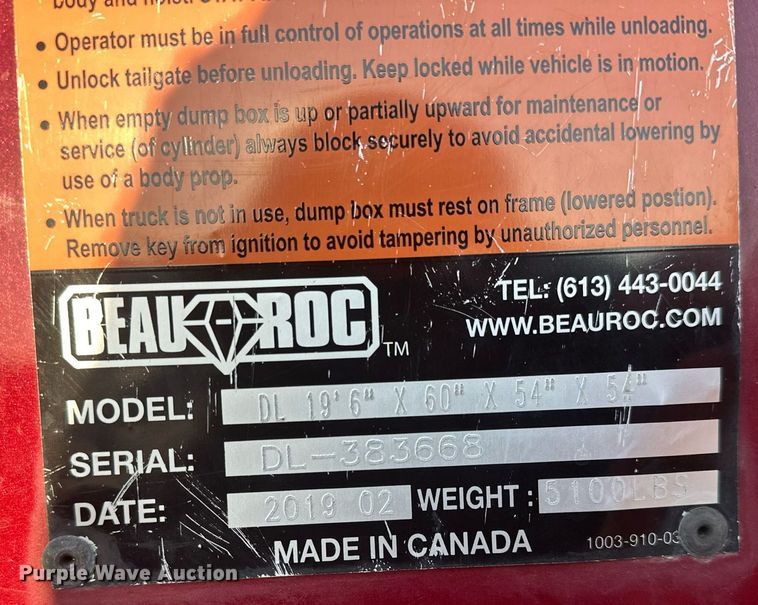 body and hoist.
• Operator must be in full control of operations at all times while unloading.
• Unlock tailgate before unloading. Keep locked while vehicle is in motion.
• When empty dump box is up or partially upward for maintenance or
service (of cylinder) always block securely to avoid accidental lowering by
use of a body prop.
• When truck is not in use, dump box must rest on frame (lowered postion).
Remove key from ignition to avoid tampering by unauthorized personnel.
BEAU-ROC TM
TEL: (613) 443-0044
WWW.BEAUROC.COM
MODEL: DL 19'6" X 60" X 54" X 54"
SERIAL: DL-383668
DATE: 2019 02 WEIGHT : 5100LBS
MADE IN CANADA
1003-910-03
Purple Wave Auction